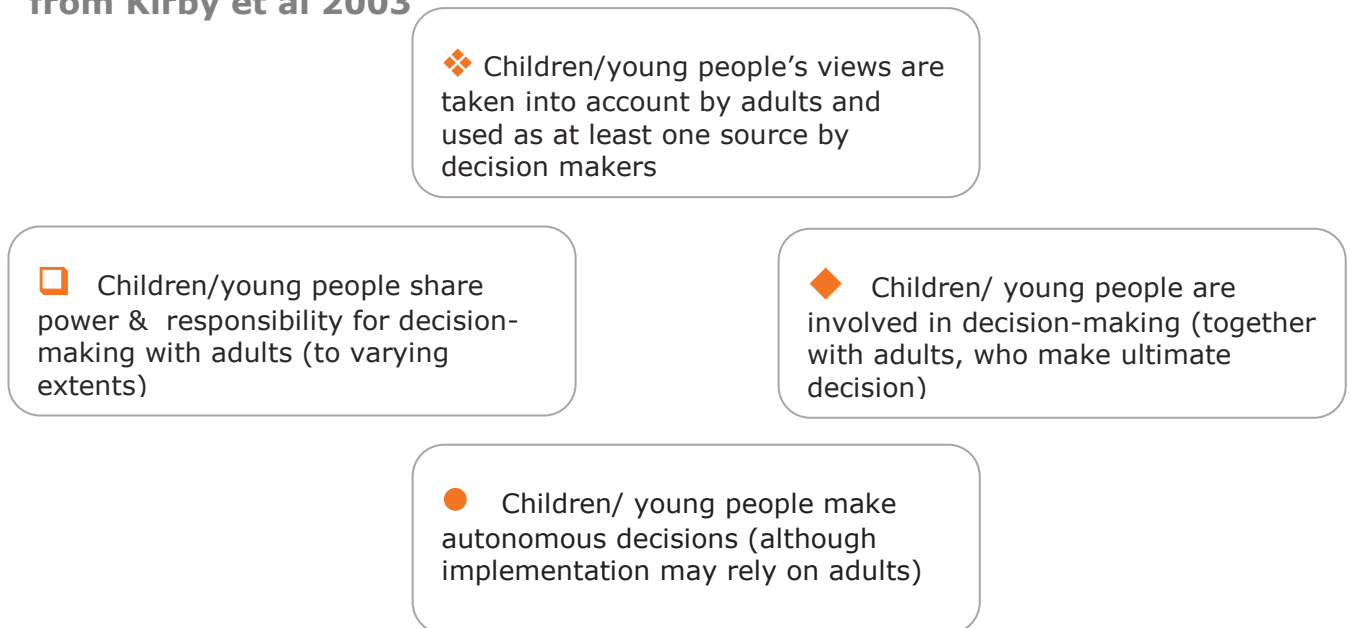 from Kirby et al 2003
❖ Children/young people’s views are
taken into account by adults and
used as at least one source by
decision makers
❑ Children/young people share
power & responsibility for decision-
making with adults (to varying
extents)
◆ Children/ young people are
involved in decision-making (together
with adults, who make ultimate
decision)
● Children/ young people make
autonomous decisions (although
implementation may rely on adults)